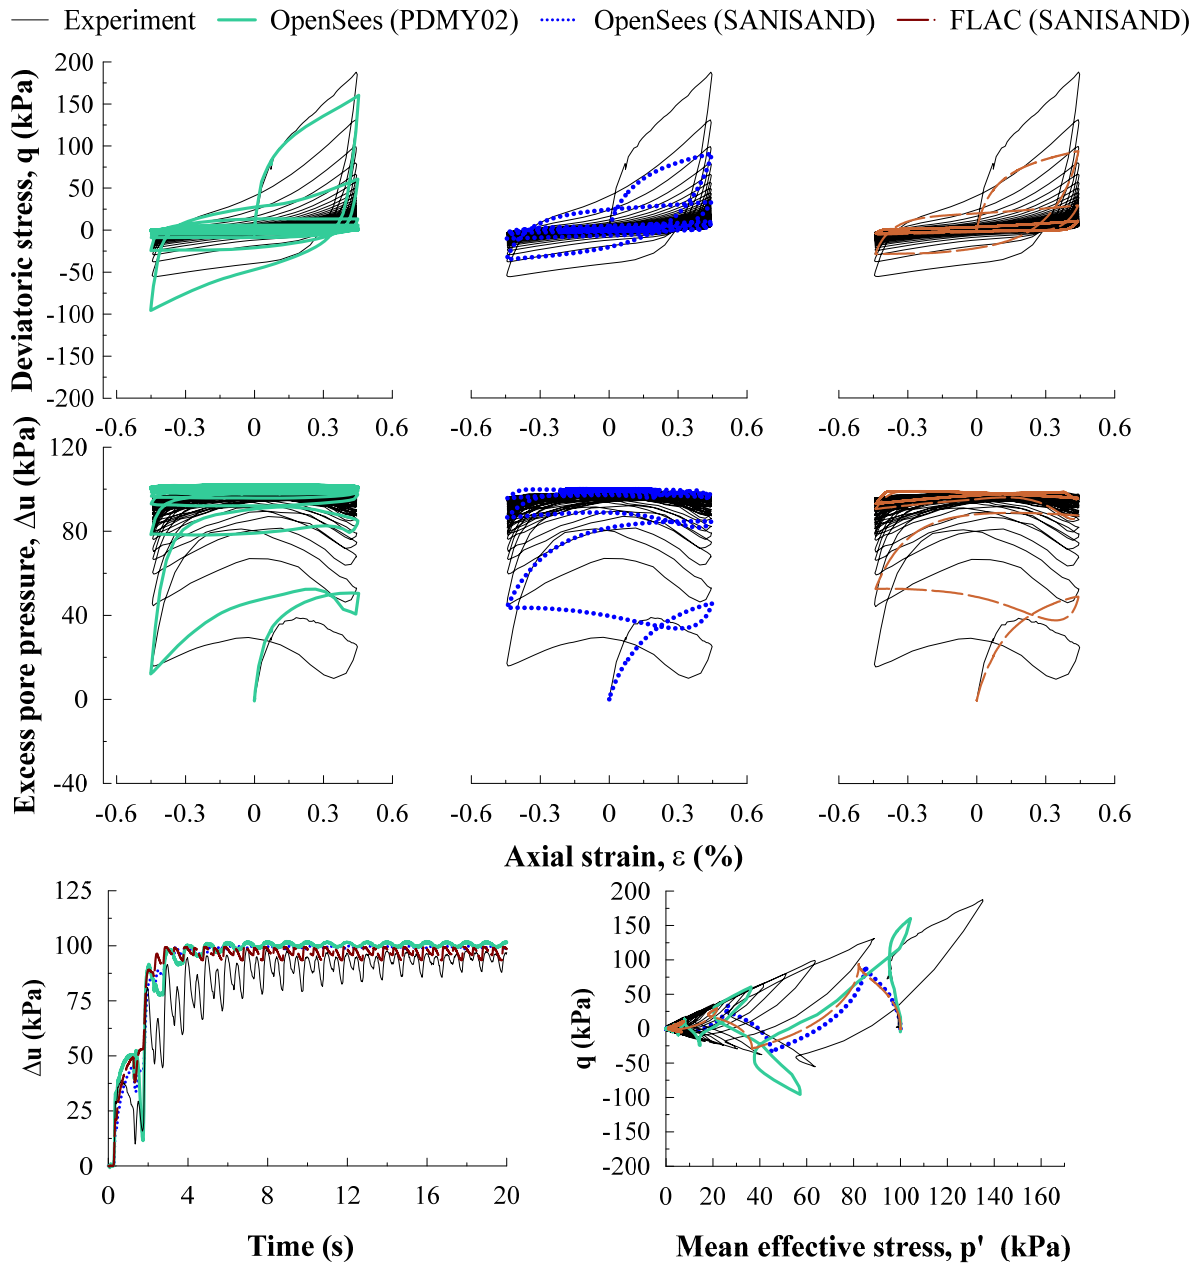 Experiment OpenSees (PDMY02) OpenSees (SANISAND) FLAC (SANISAND)
Deviatoric stress, q (kPa)
200
150
100
50
0
-50
-100
-150
-200
-0.6 -0.3 0 0.3 0.6 -0.6 -0.3 0 0.3 0.6 -0.6 -0.3 0 0.3 0.6
Excess pore pressure, Δu (kPa)
120
80
40
0
-40
-0.6 -0.3 0 0.3 0.6 -0.6 -0.3 0 0.3 0.6 -0.6 -0.3 0 0.3 0.6
Axial strain, ε (%)
Δu (kPa)
125
100
75
50
25
0
0 4 8 12 16 20
Time (s)
q (kPa)
200
150
100
50
0
-50
-100
-150
-200
0 20 40 60 80 100 120 140 160
Mean effective stress, p' (kPa)